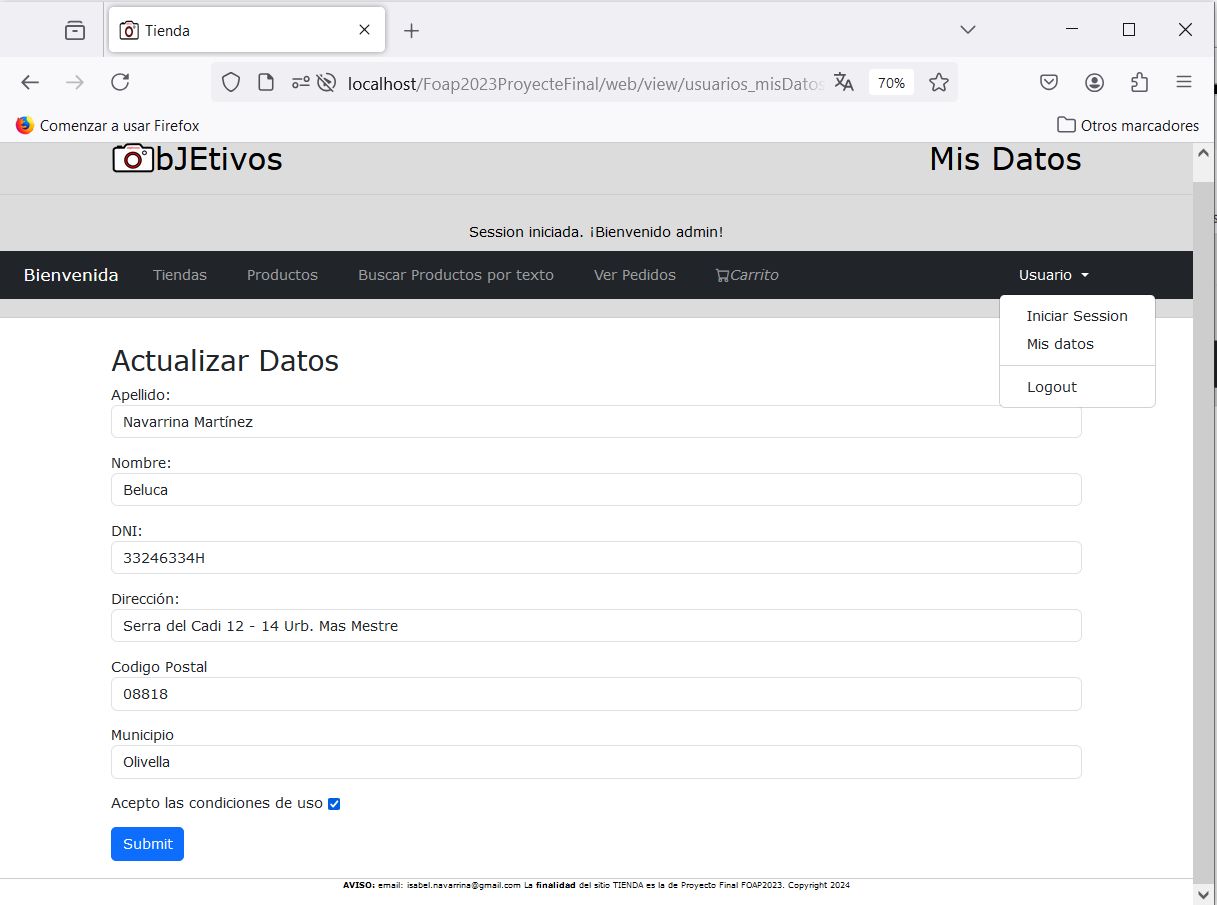 Tienda
localhost/Foap2023ProyecteFinal/web/view/usuarios_misDatos
70%
Comenzar a usar Firefox
Otros marcadores
bJEtivos
Mis Datos
Session iniciada. ¡Bienvenido admin!
Bienvenida
Tiendas
Productos
Buscar Productos por texto
Ver Pedidos
Carrito
Usuario
Iniciar Session
Mis datos
Logout
Actualizar Datos
Apellido:
Navarrina Martínez
Nombre:
Beluca
DNI:
33246334H
Dirección:
Serra del Cadi 12 - 14 Urb. Mas Mestre
Codigo Postal
08818
Municipio
Olivella
Acepto las condiciones de uso
Submit
AVISO: email: isabel.navarrina@gmail.com La finalidad del sitio TIENDA es la de Proyecto Final FOAP2023. Copyright 2024